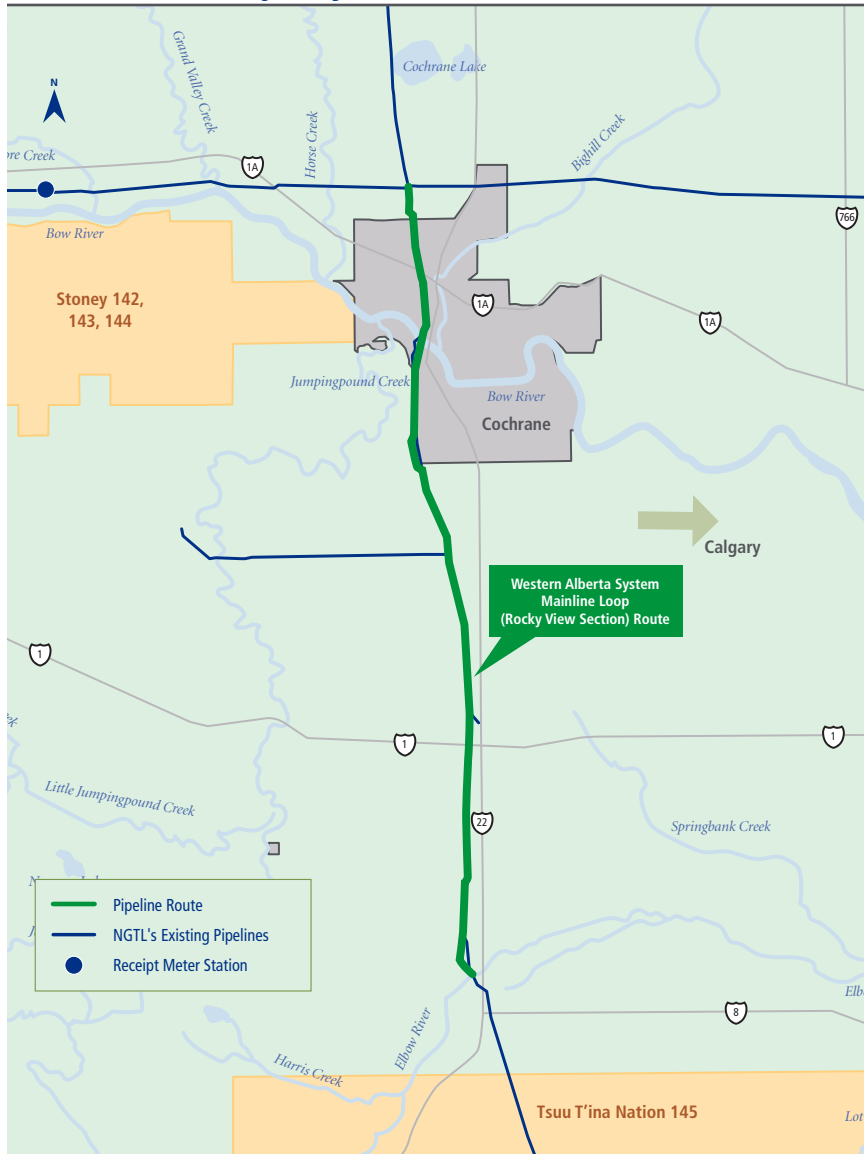 Grand Valley Creek
Horse Creek
Cochrane Lake
Bighill Creek
N
ore Creek
1A
766
Bow River
Stoney 142,
143, 144
1A
1A
Jumpingpound Creek
Bow River
Cochrane
Calgary
Western Alberta System
Mainline Loop
(Rocky View Section) Route
1
1
1
Little Jumpingpound Creek
22
Springbank Creek
Pipeline Route
NGTL's Existing Pipelines
Receipt Meter Station
Elbow River
Harris Creek
8
Elbo
Tsuu T'ina Nation 145
Lot